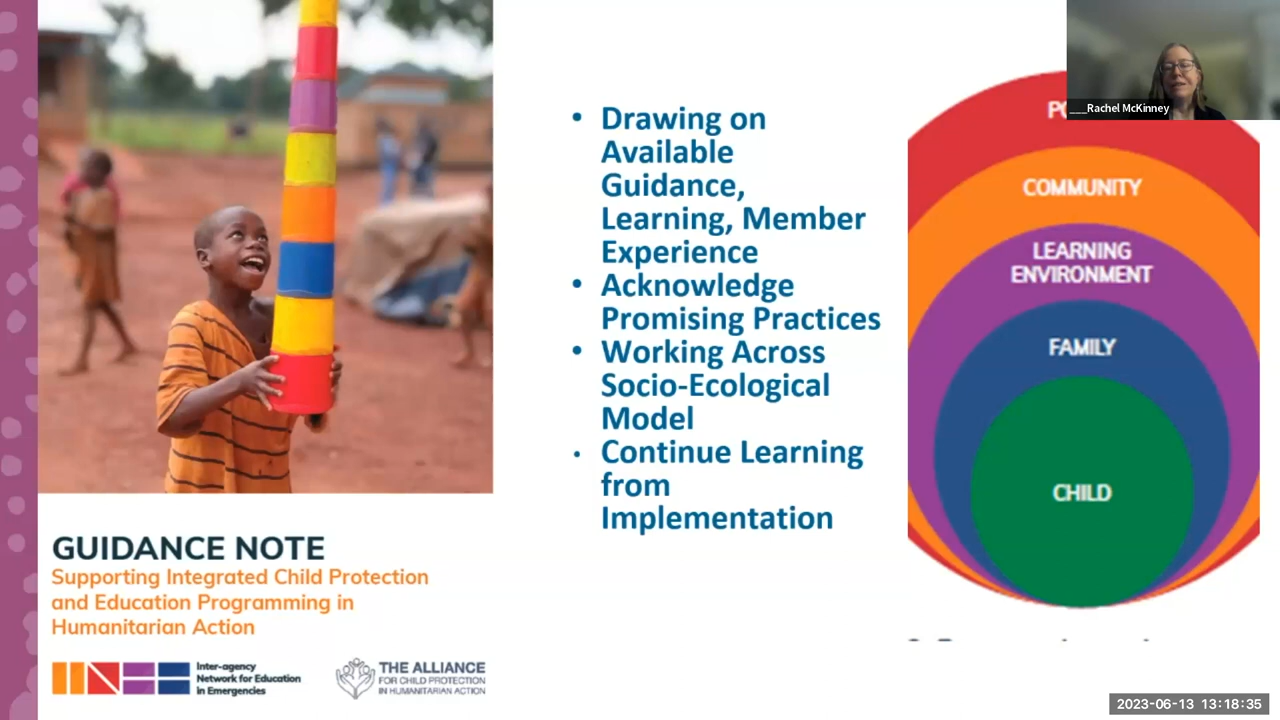 ___Rachel McKinney
• Drawing on
Available
Guidance,
Learning, Member
Experience
• Acknowledge
Promising Practices
• Working Across
Socio-Ecological
Model
• Continue Learning
from
Implementation
COMMUNITY
LEARNING
ENVIRONMENT
FAMILY
CHILD
GUIDANCE NOTE
Supporting Integrated Child Protection
and Education Programming in
Humanitarian Action
Inter-agency
Network for Education
in Emergencies
THE ALLIANCE
FOR CHILD PROTECTION
IN HUMANITARIAN ACTION
2023-06-13 13:18:35